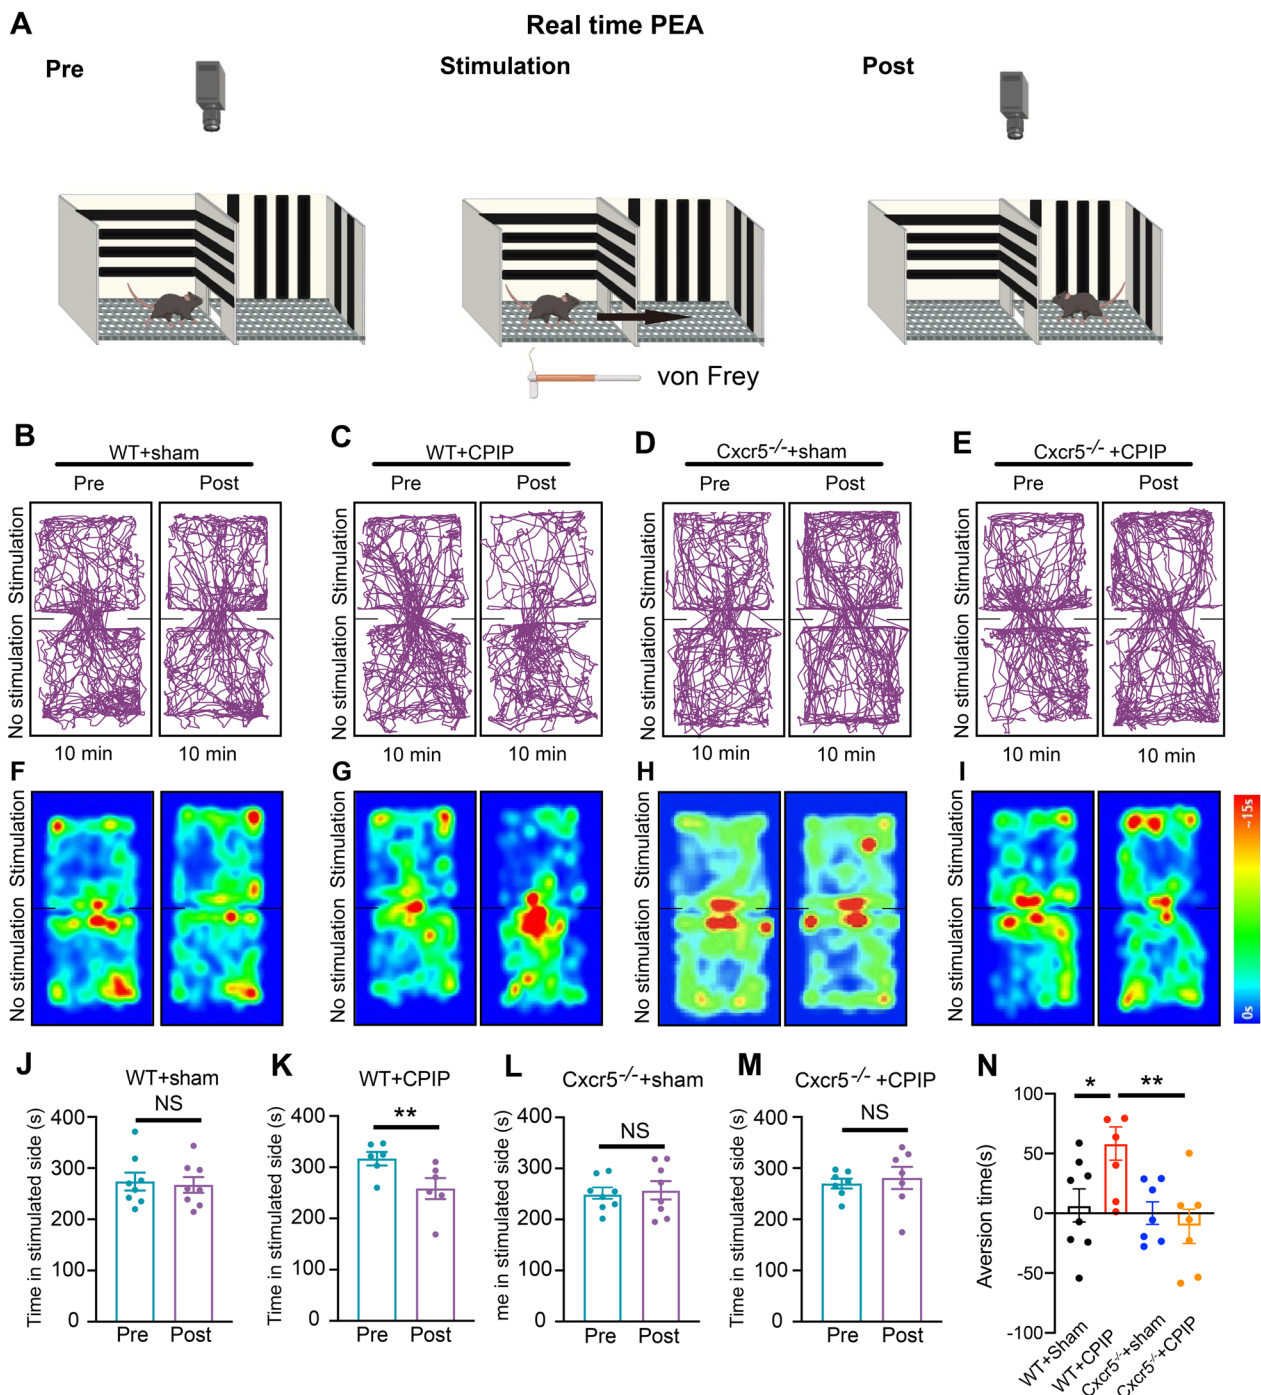 A
Real time PEA
Pre
Stimulation
Post
von Frey
B
WT+sham
Pre
Post
C
WT+CPIP
Pre
Post
D
Cxcr5-/-+sham
Pre
Post
E
Cxcr5-/- +CPIP
Pre
Post
No stimulation Stimulation
No stimulation Stimulation
No stimulation Stimulation
No stimulation Stimulation
10 min
10 min
10 min
10 min
10 min
10 min
10 min
10 min
F
G
H
I
No stimulation Stimulation
No stimulation Stimulation
No stimulation Stimulation
No stimulation Stimulation
~15s
0s
J
WT+sham
NS
Time in stimulated side (s)
400
300
200
100
0
Pre
Post
K
WT+CPIP
**
Time in stimulated side (s)
400
300
200
100
0
Pre
Post
L
Cxcr5-/-+sham
NS
me in stimulated side (s)
400
300
200
100
0
Pre
Post
M
Cxcr5-/- +CPIP
NS
Time in stimulated side (s)
400
300
200
100
0
Pre
Post
N
*
**
Aversion time(s)
100
50
0
-50
-100
WT+Sham
WT+CPIP
Cxcr5-/-+sham
Cxcr5-/-+CPIP